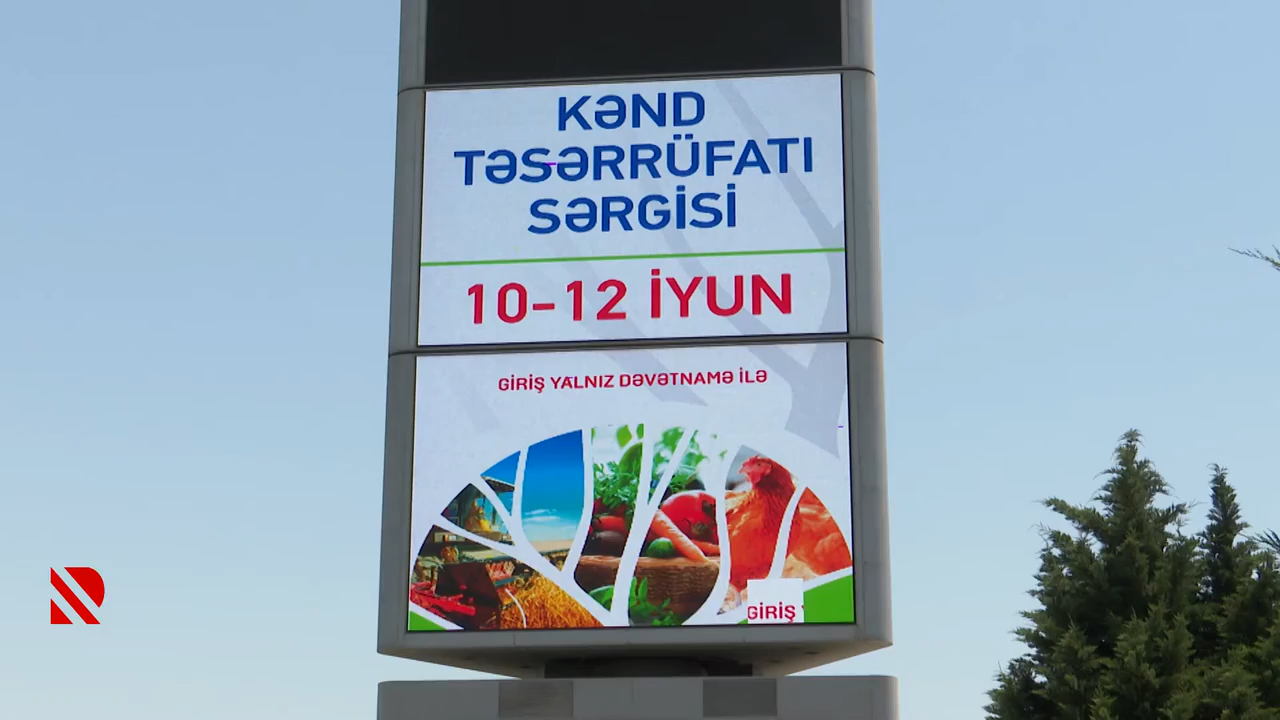 KƏND
TƏSƏRRÜFATI
SƏRGİSİ
10-12 İYUN
GİRİŞ YALNIZ DƏVƏTNAMƏ İLƏ
GİRİŞ